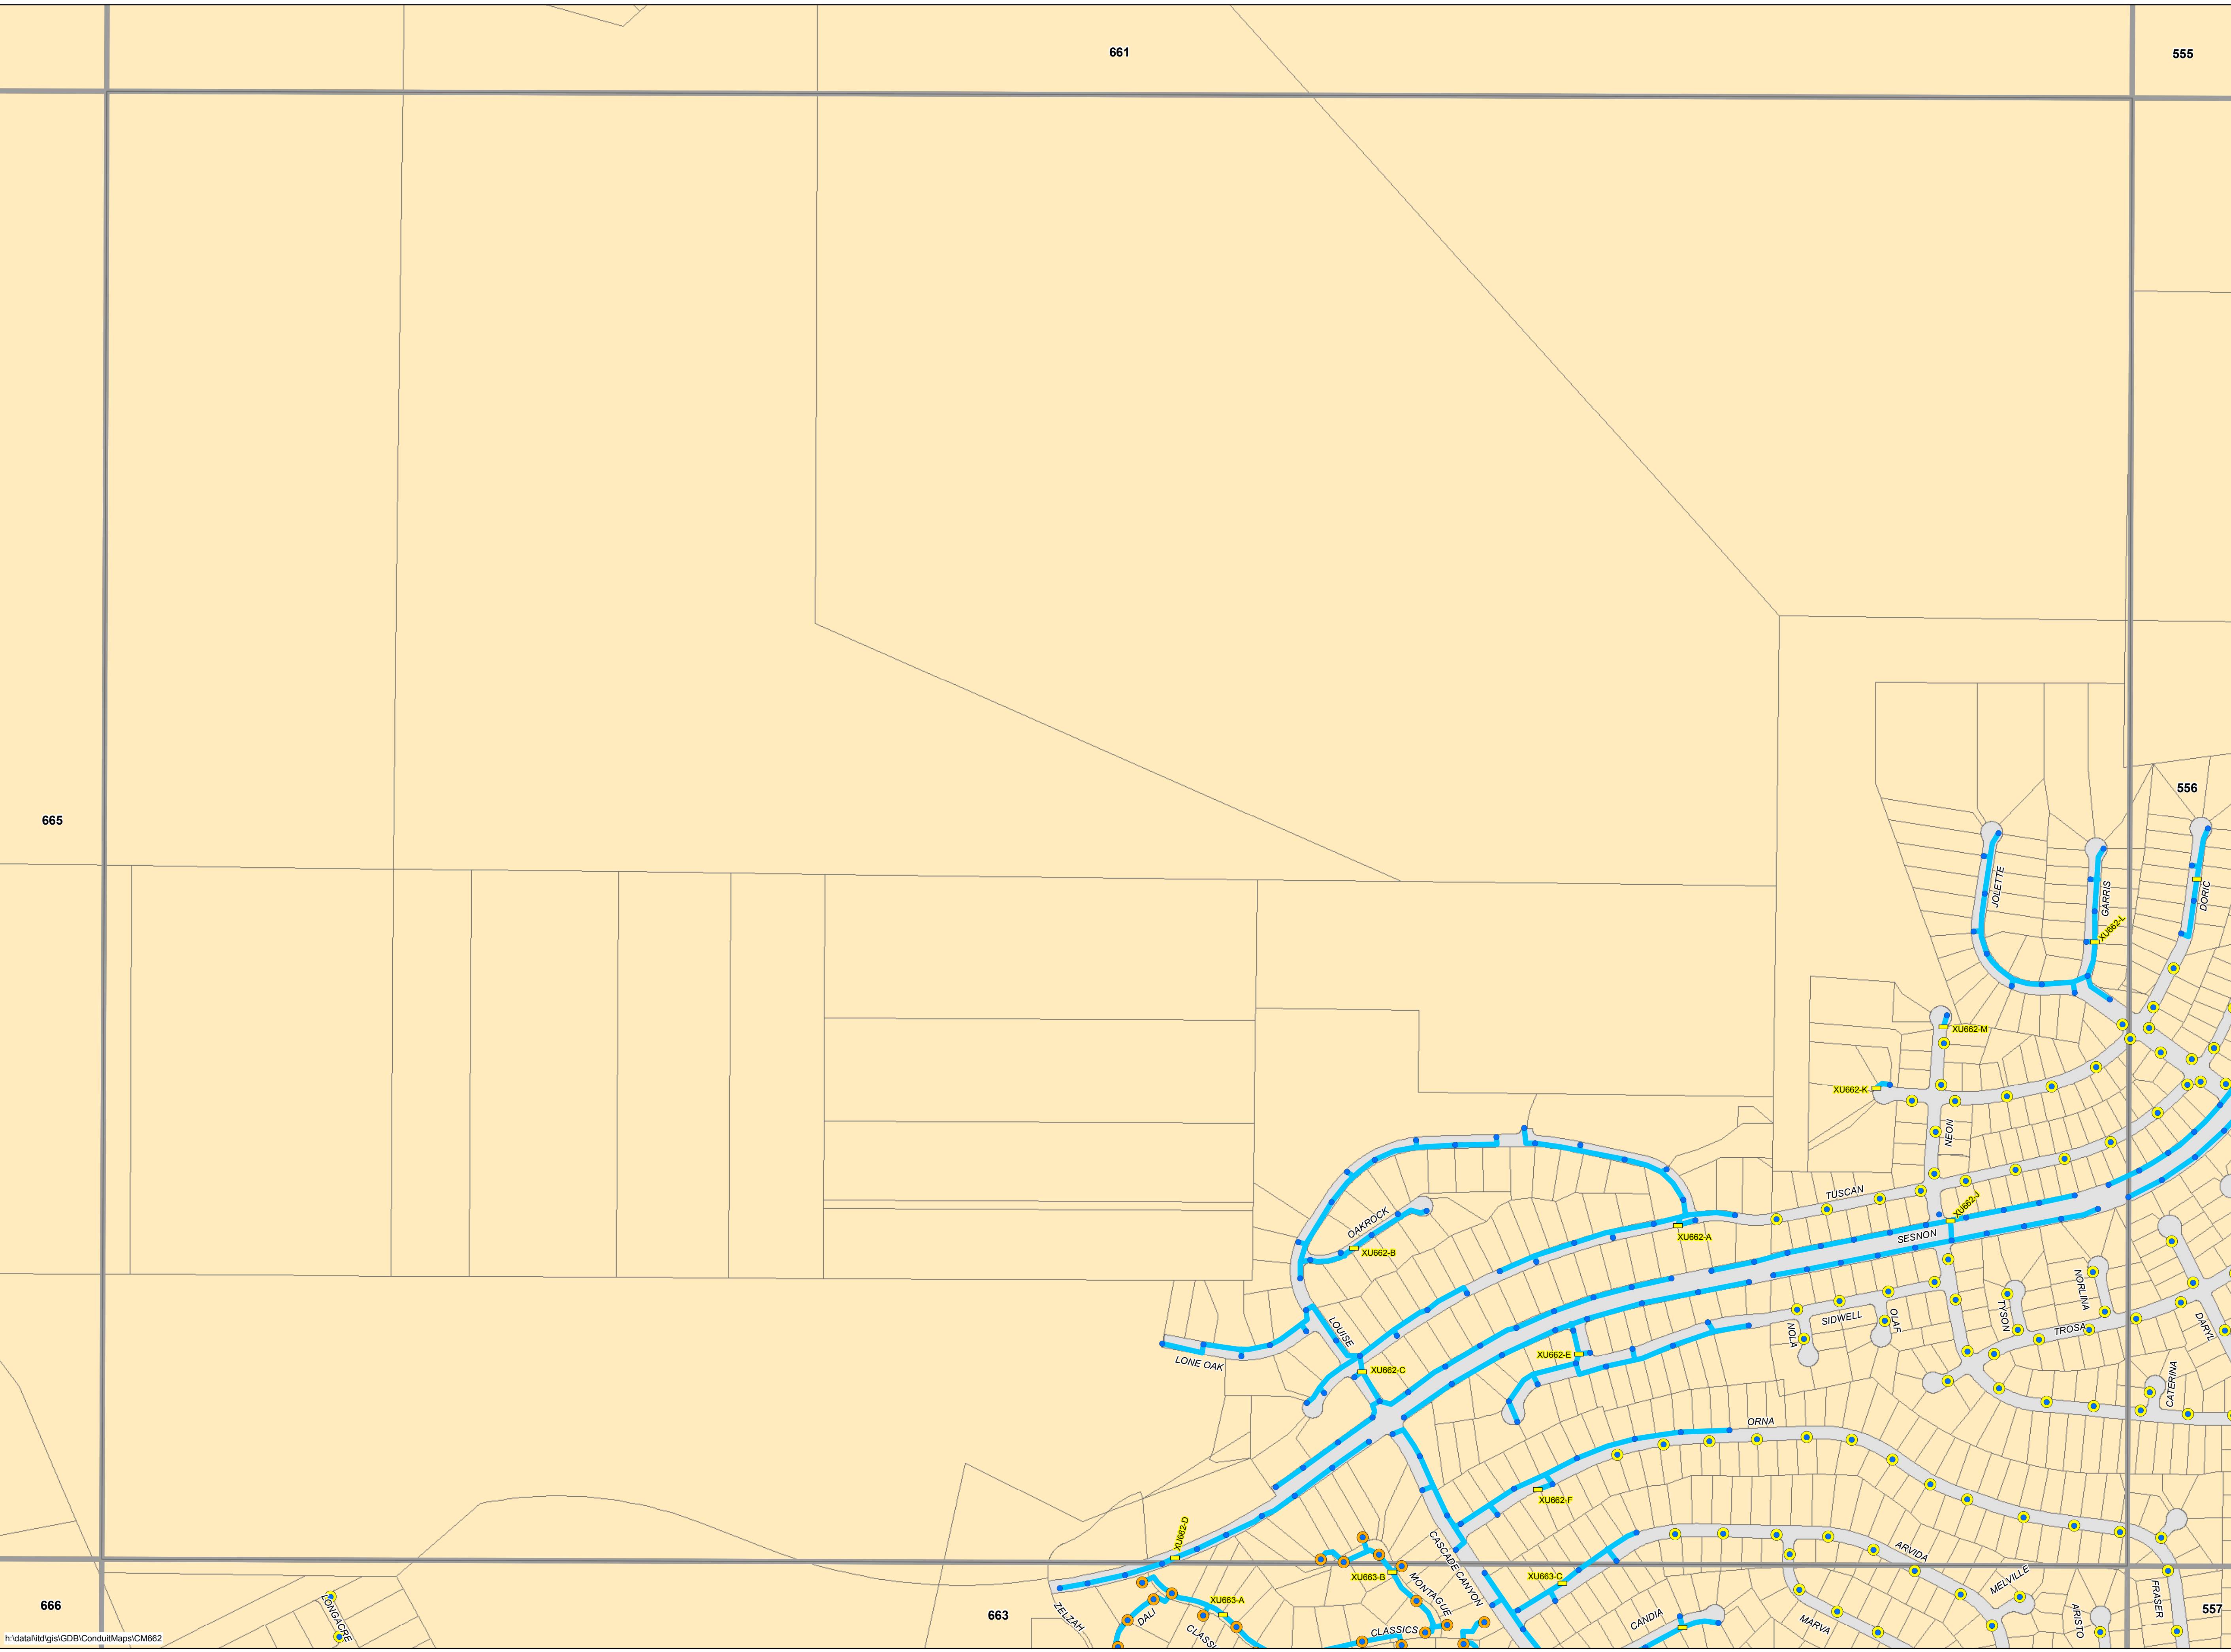 661
555
665
556
JOLETTE
GARRIS
DORIC
XU662-L
XU662-M
XU662-K
NEON
TUSCAN
XU662-J
OAKROCK
XU662-B
XU662-A
SESNON
LOUISE
LONE OAK
XU662-C
XU662-E
NOLA
SIDWELL
OLAF
TYSON
NORLINA
TROSA
DARYL
CATERINA
ORNA
XU662-F
XU662-D
CASCADE CANYON
ARVIDA
XU663-B
MONTAGUE
XU663-C
MELVILLE
FRASER
666
LONGACRE
663
ZELZAH
DALI
XU663-A
CLASSI
CLASSICS
CANDIA
MARVA
ARISTO
557
h:\data\itd\gis\GDB\ConduitMaps\CM662